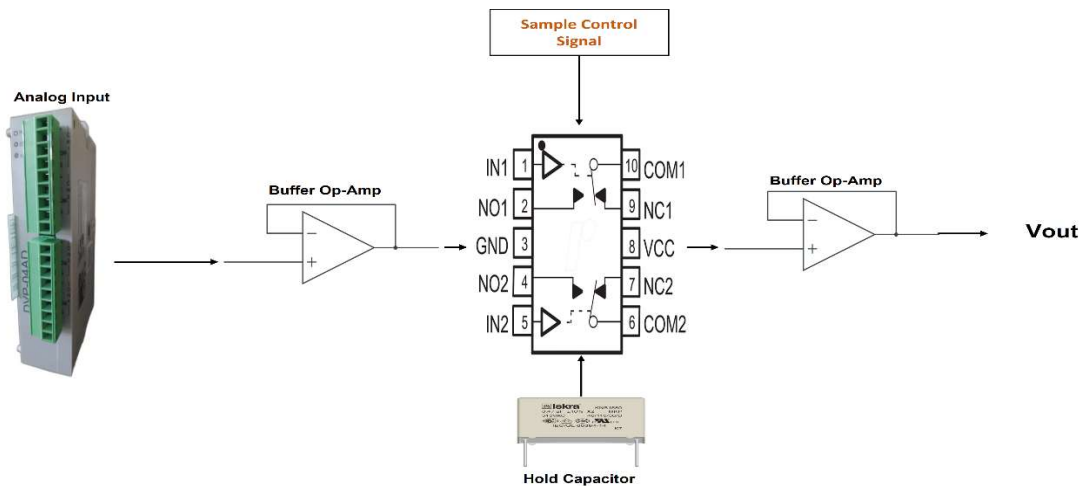 Sample Control
Signal
Analog Input
DVP-04AD
Buffer Op-Amp
−
+
IN1 1
10 COM1
NO1 2
9 NC1
GND 3
8 VCC
NO2 4
7 NC2
IN2 5
6 COM2
Buffer Op-Amp
−
+
Vout
Iskra
Hold Capacitor